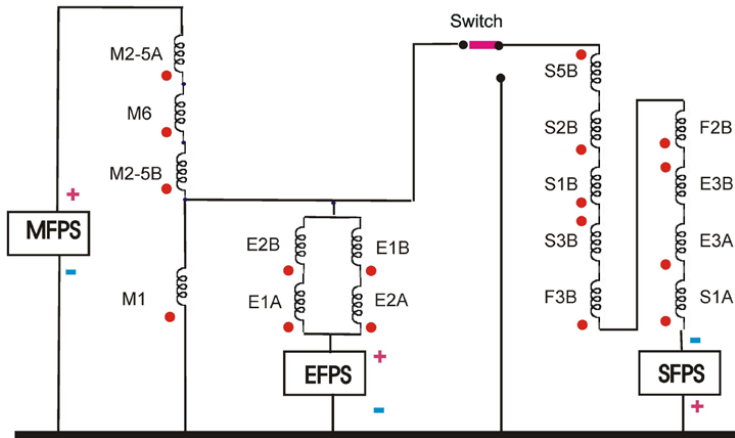 Switch
M2-5A
S5B
M6
S2B
F2B
M2-5B
S1B
E3B
+
MFPS
-
E2B
E1B
S3B
E3A
M1
E1A
E2A
F3B
S1A
EFPS
+
-
-
SFPS
+